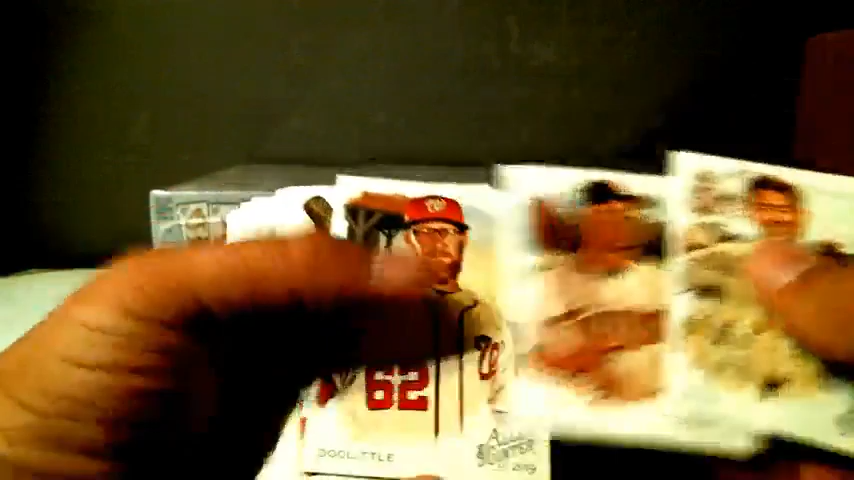 W
62
W
DOOLITTLE
ALLEN
& GINTER
2019